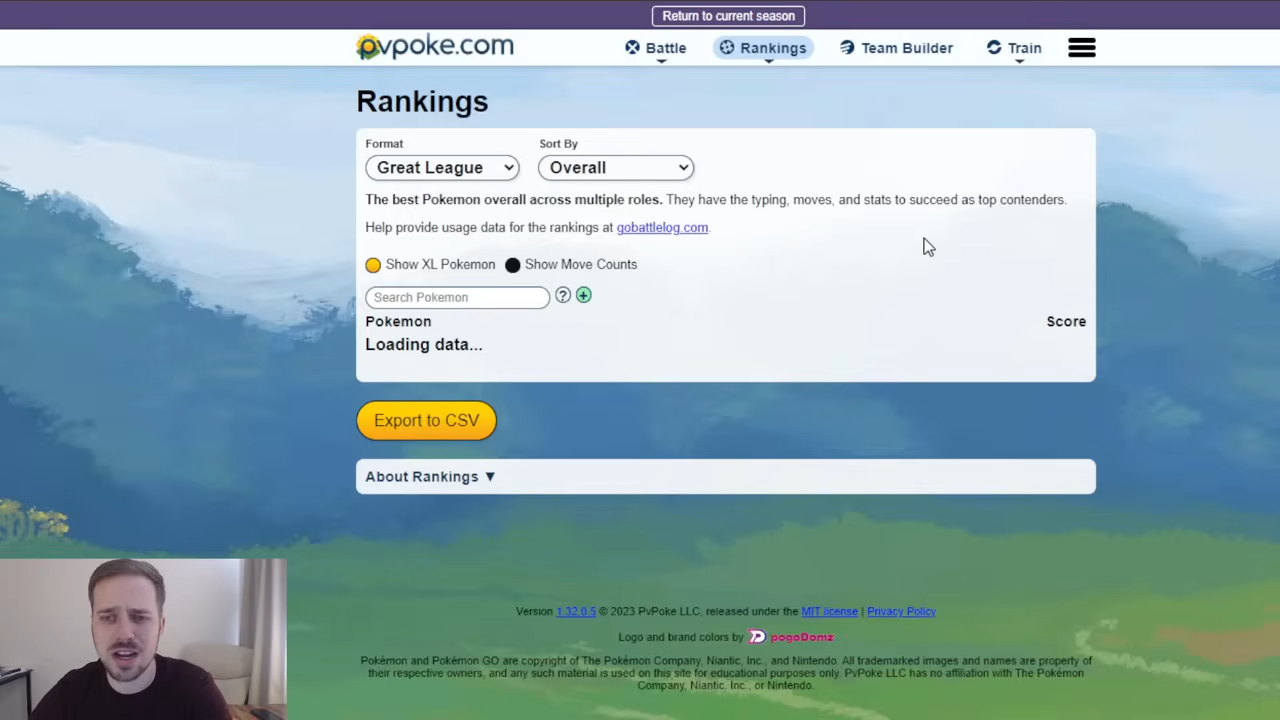 Return to current season
pvpoke.com
Battle
Rankings
Team Builder
Train
Rankings
Format
Sort By
Great League
Overall
The best Pokemon overall across multiple roles. They have the typing, moves, and stats to succeed as top contenders.
Help provide usage data for the rankings at gobattlelog.com.
Show XL Pokemon
Show Move Counts
Search Pokemon
?
+
Pokemon
Score
Loading data...
Export to CSV
About Rankings ▼
Version 1.32.0.5 © 2023 PvPoke LLC, released under the MIT license | Privacy Policy
Logo and brand colors by pogoDomz
Pokémon and Pokémon GO are copyright of The Pokémon Company, Niantic, Inc., and Nintendo. All trademarked images and names are property of
their respective owners, and any such material is used on this site for educational purposes only. PvPoke LLC has no affiliation with The Pokémon
Company, Niantic, Inc., or Nintendo.